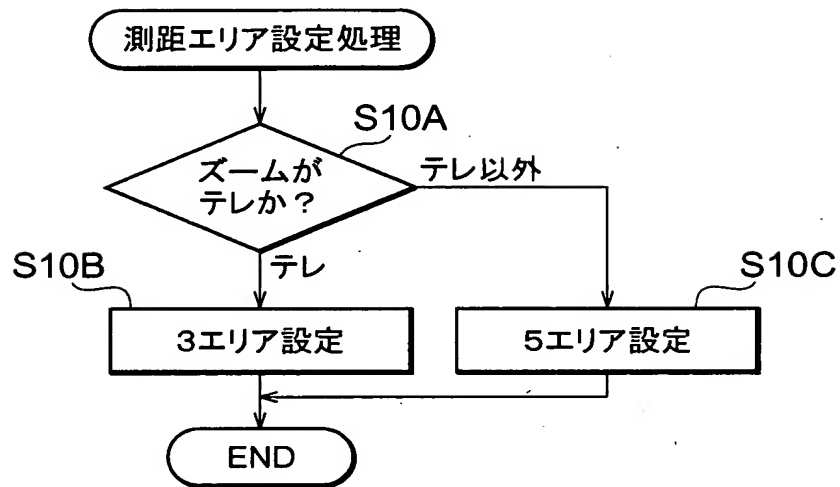 測距エリア設定処理
S10A
ズームが
テレか?
テレ以外
S10B
テレ
S10C
3エリア設定
5エリア設定
END